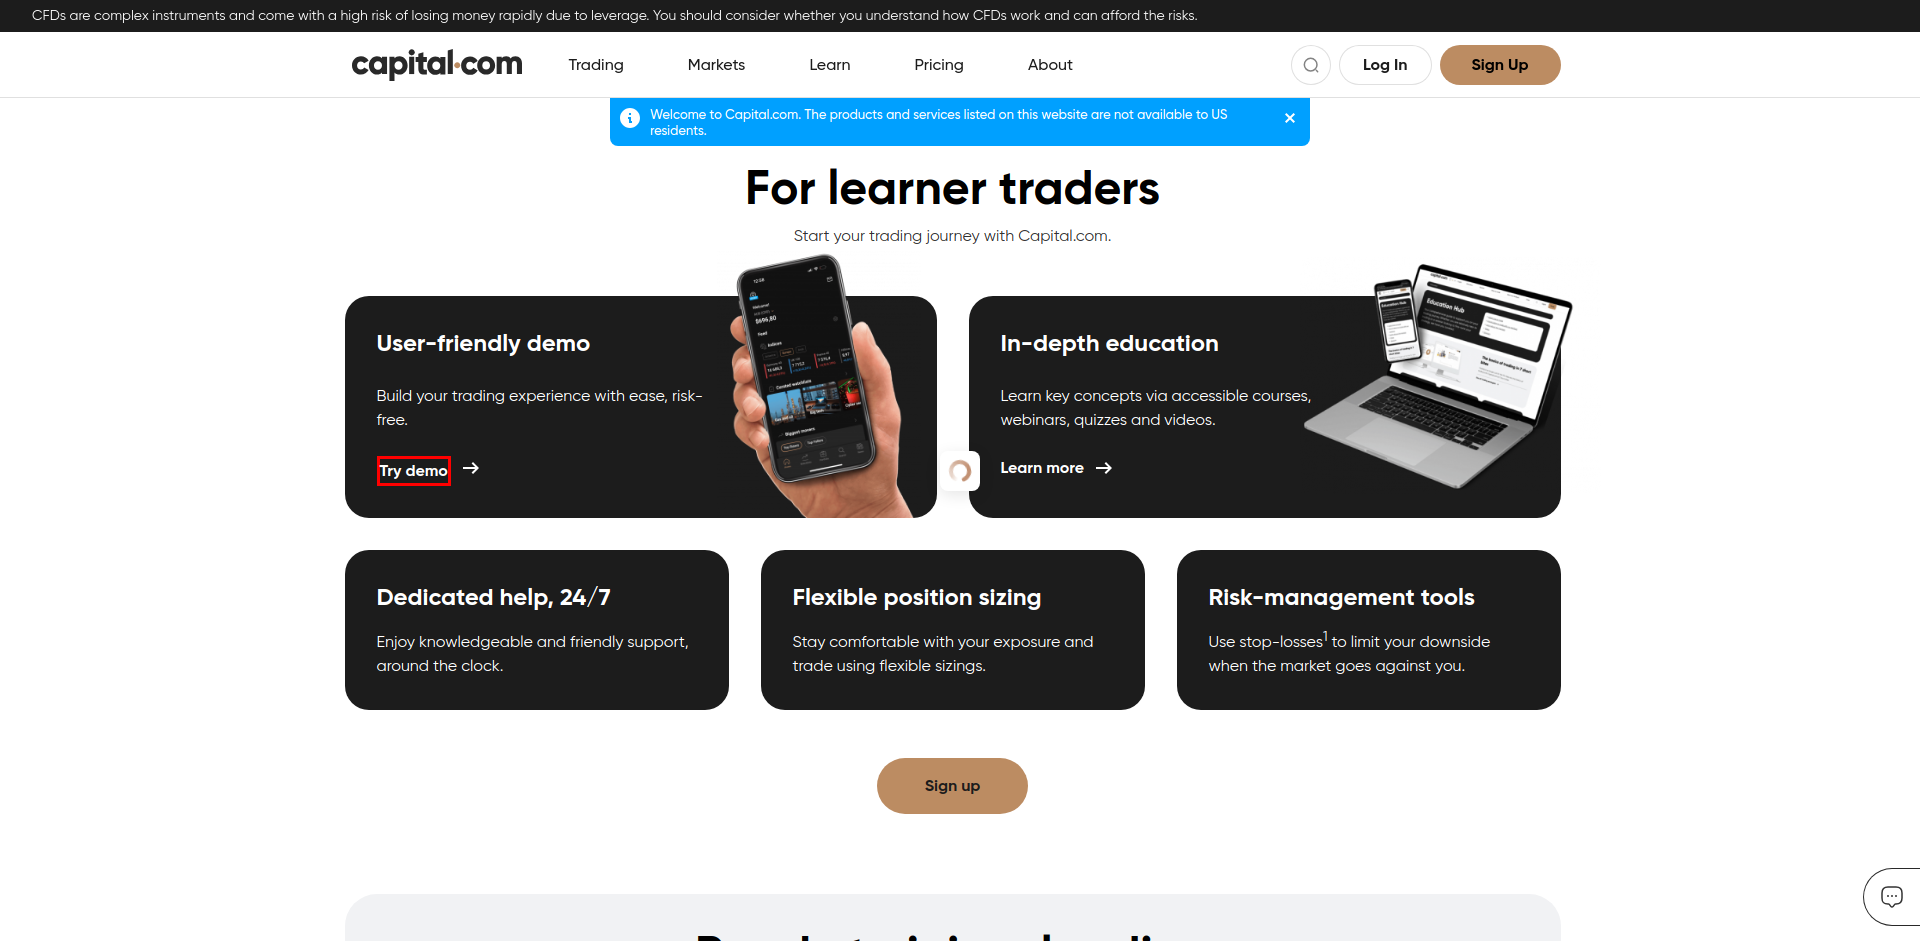 CFDs are complex instruments and come with a high risk of losing money rapidly due to leverage. You should consider whether you understand how CFDs work and can afford the risks.
capital.com
Trading
Markets
Learn
Pricing
About
Log In
Sign Up
Welcome to Capital.com. The products and services listed on this website are not available to US
residents.
For learner traders
Start your trading journey with Capital.com.
User-friendly demo
Build your trading experience with ease, risk-
free.
Try demo
In-depth education
Learn key concepts via accessible courses,
webinars, quizzes and videos.
Learn more
Education Hub
Dedicated help, 24/7
Enjoy knowledgeable and friendly support,
around the clock.
Flexible position sizing
Stay comfortable with your exposure and
trade using flexible sizings.
Risk-management tools
Use stop-losses1 to limit your downside
when the market goes against you.
Sign up